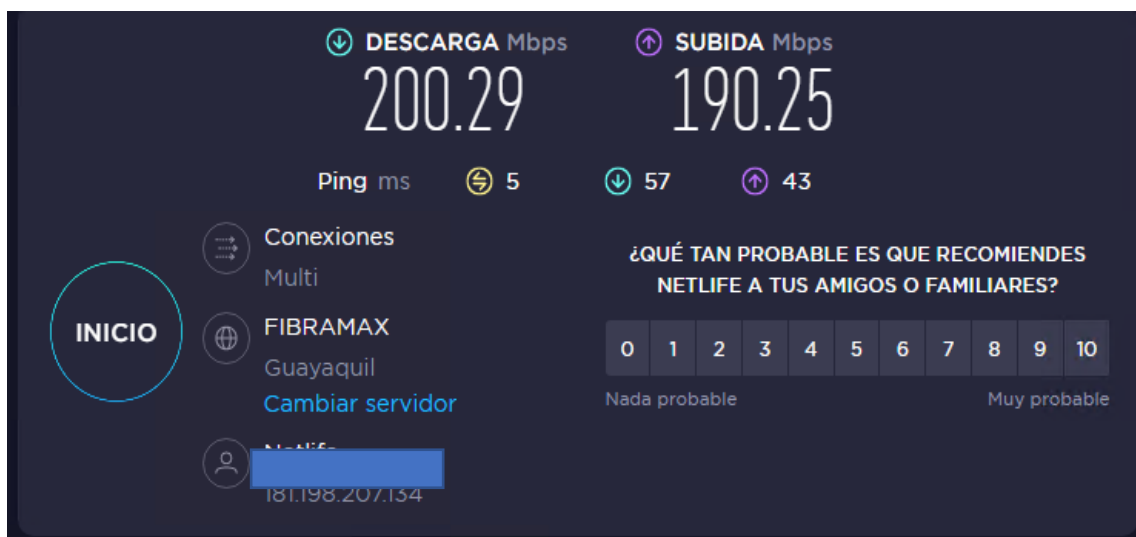 DESCARGA Mbps
200.29
SUBIDA Mbps
190.25
Ping ms 5 57 43
INICIO
Conexiones
Multi
FIBRAMAX
Guayaquil
Cambiar servidor
Netlife
181.198.207.134
¿QUÉ TAN PROBABLE ES QUE RECOMIENDES
NETLIFE A TUS AMIGOS O FAMILIARES?
0 1 2 3 4 5 6 7 8 9 10
Nada probable Muy probable